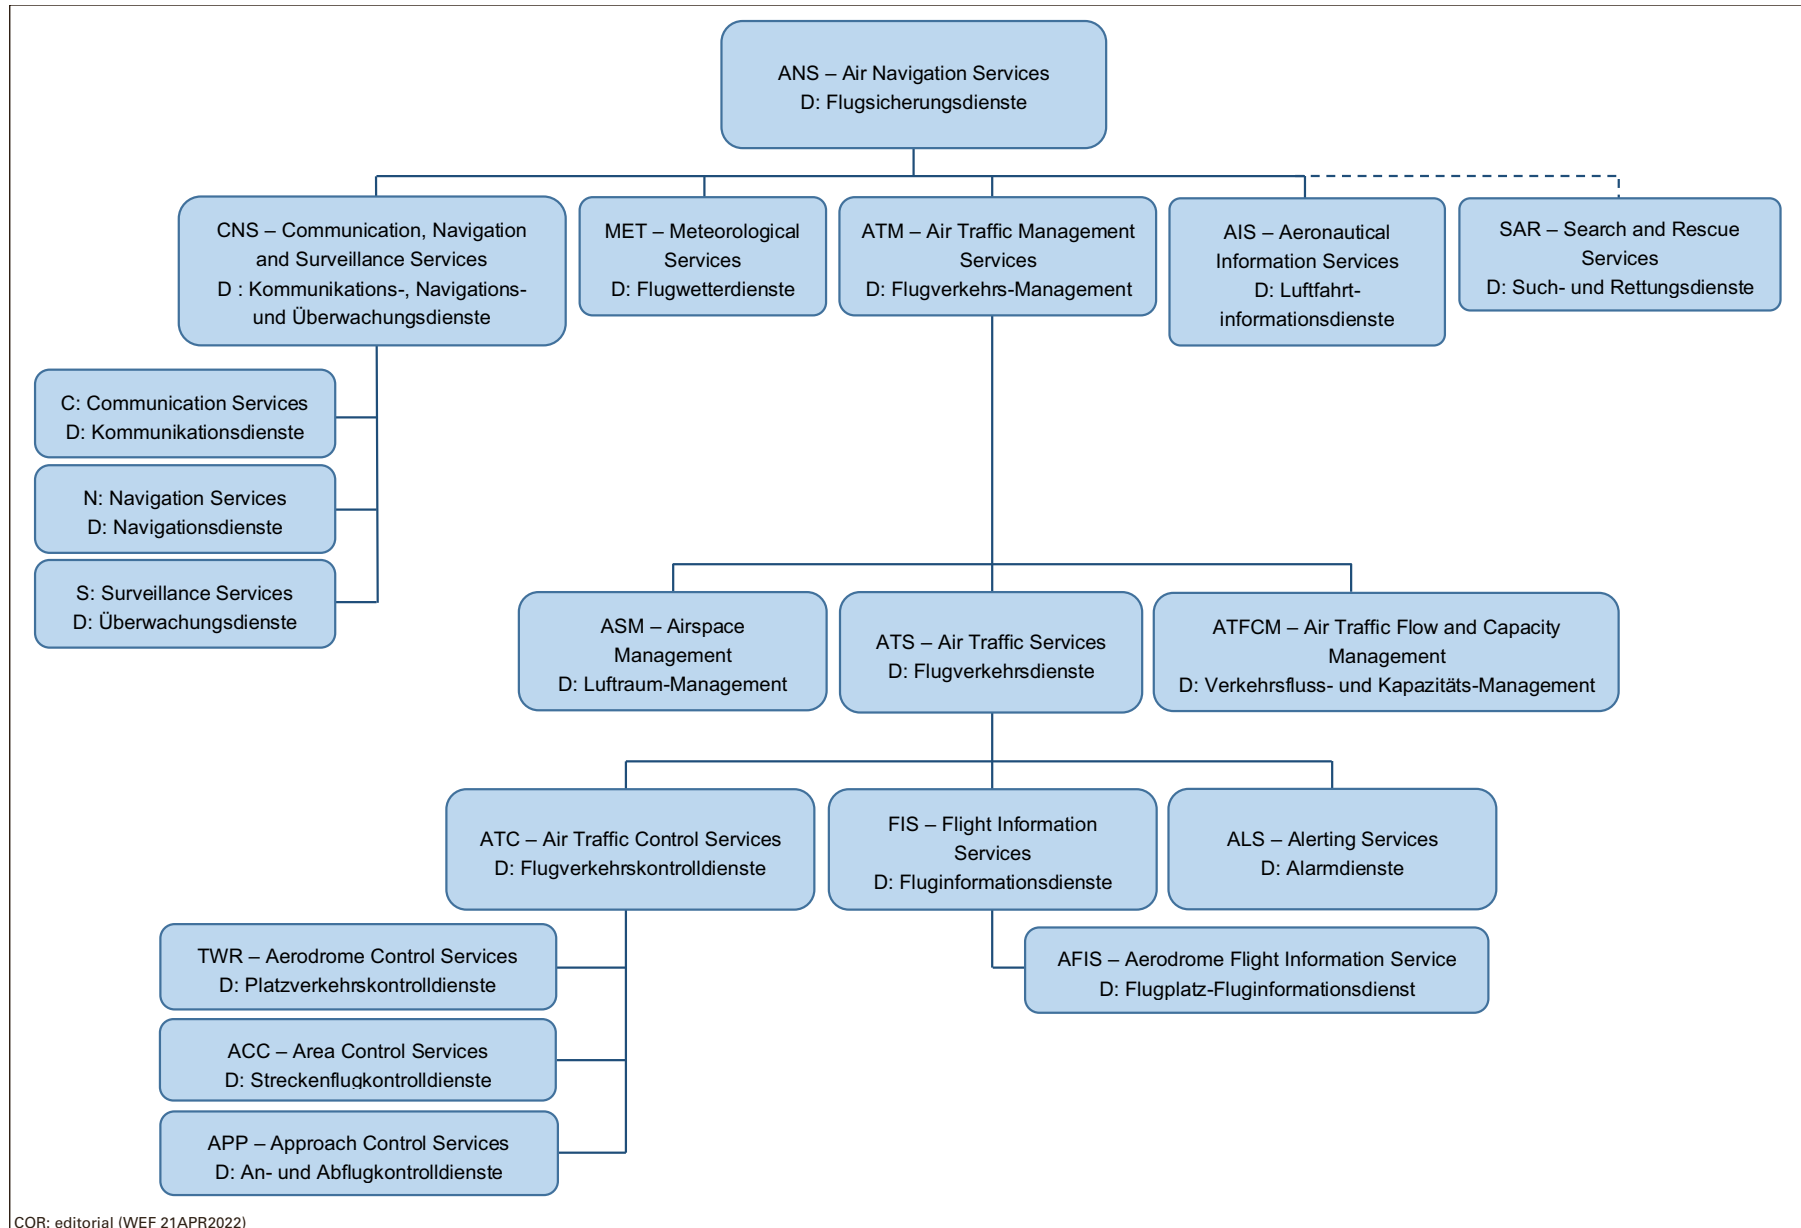 ANS – Air Navigation Services
D: Flugsicherungsdienste
CNS – Communication, Navigation
and Surveillance Services
D : Kommunikations-, Navigations-
und Überwachungsdienste
MET – Meteorological
Services
D: Flugwetterdienste
ATM – Air Traffic Management
Services
D: Flugverkehrs-Management
AIS – Aeronautical
Information Services
D: Luftfahrt-
informationsdienste
SAR – Search and Rescue
Services
D: Such- und Rettungsdienste
C: Communication Services
D: Kommunikationsdienste
N: Navigation Services
D: Navigationsdienste
S: Surveillance Services
D: Überwachungsdienste
ASM – Airspace
Management
D: Luftraum-Management
ATS – Air Traffic Services
D: Flugverkehrsdienste
ATFCM – Air Traffic Flow and Capacity
Management
D: Verkehrsfluss- und Kapazitäts-Management
ATC – Air Traffic Control Services
D: Flugverkehrskontrolldienste
FIS – Flight Information
Services
D: Fluginformationsdienste
ALS – Alerting Services
D: Alarmdienste
TWR – Aerodrome Control Services
D: Platzverkehrskontrolldienste
AFIS – Aerodrome Flight Information Service
D: Flugplatz-Fluginformationsdienst
ACC – Area Control Services
D: Streckenflugkontrolldienste
APP – Approach Control Services
D: An- und Abflugkontrolldienste
COR: editorial (WEF 21APR2022)